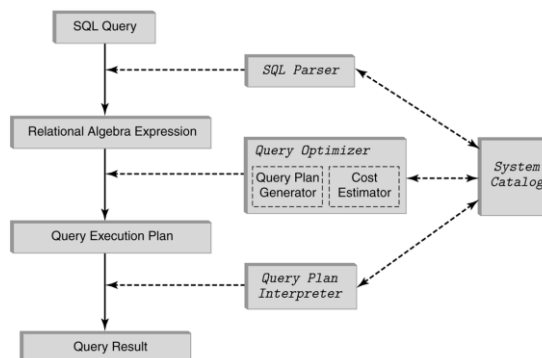 SQL Query
SQL Parser
Relational Algebra Expression
Query Optimizer
Query Plan
Generator
Cost
Estimator
System
Catalog
Query Execution Plan
Query Plan
Interpreter
Query Result